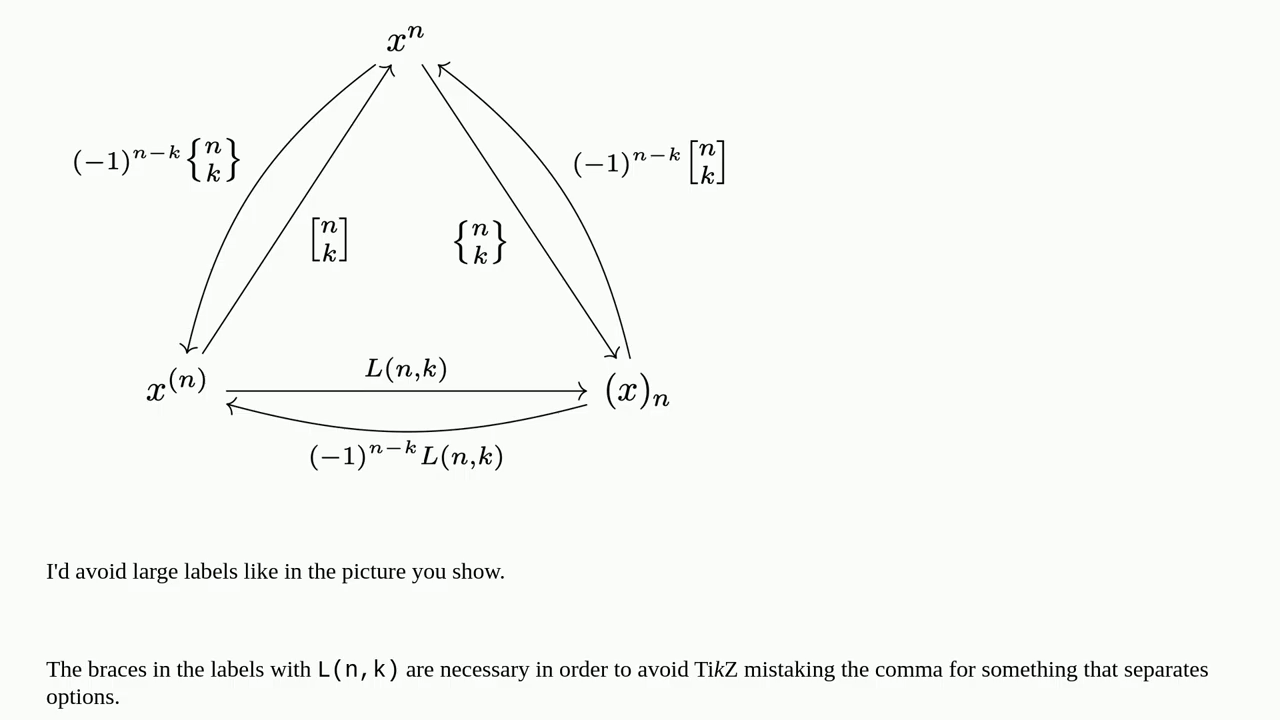 xⁿ
(−1)ⁿ⁻ᵏ{n k}
(−1)ⁿ⁻ᵏ[n k]
[n k]
{n k}
L(n,k)
x⁽ⁿ⁾
(x)ₙ
(−1)ⁿ⁻ᵏL(n,k)
I'd avoid large labels like in the picture you show.
The braces in the labels with L(n,k) are necessary in order to avoid TikZ mistaking the comma for something that separates
options.